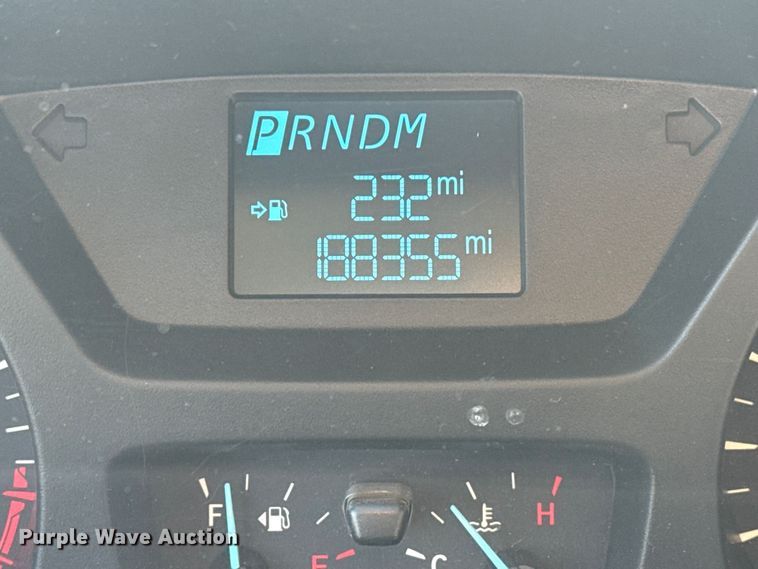 PRNDM
232 mi
188355 mi
F
H
E
C
Purple Wave Auction